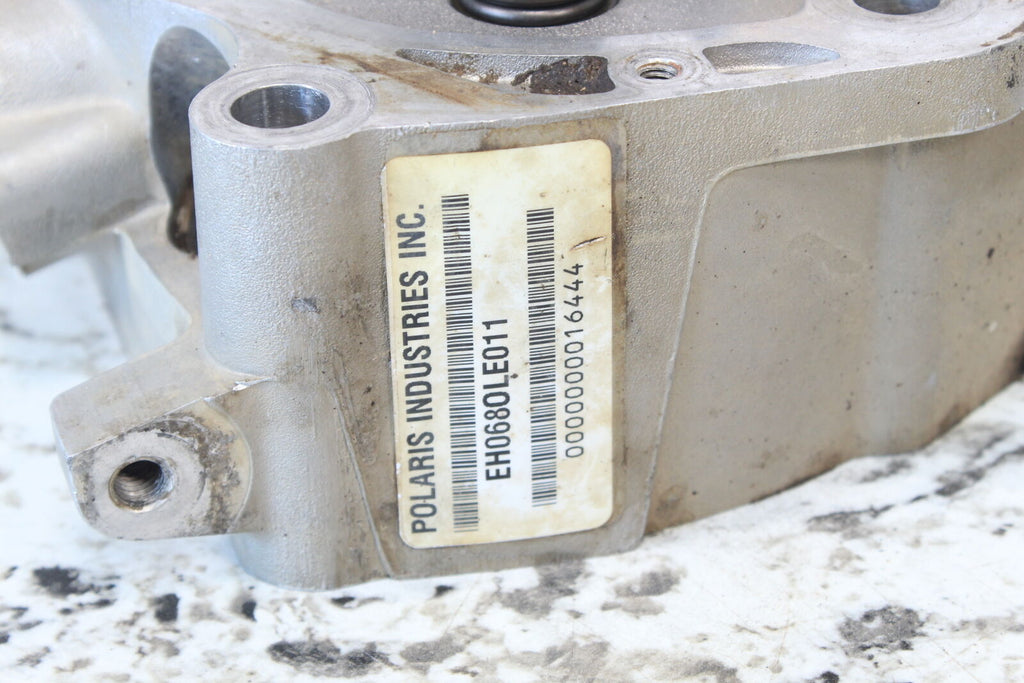 POLARIS INDUSTRIES INC.
EH068OLE011
0000000016444